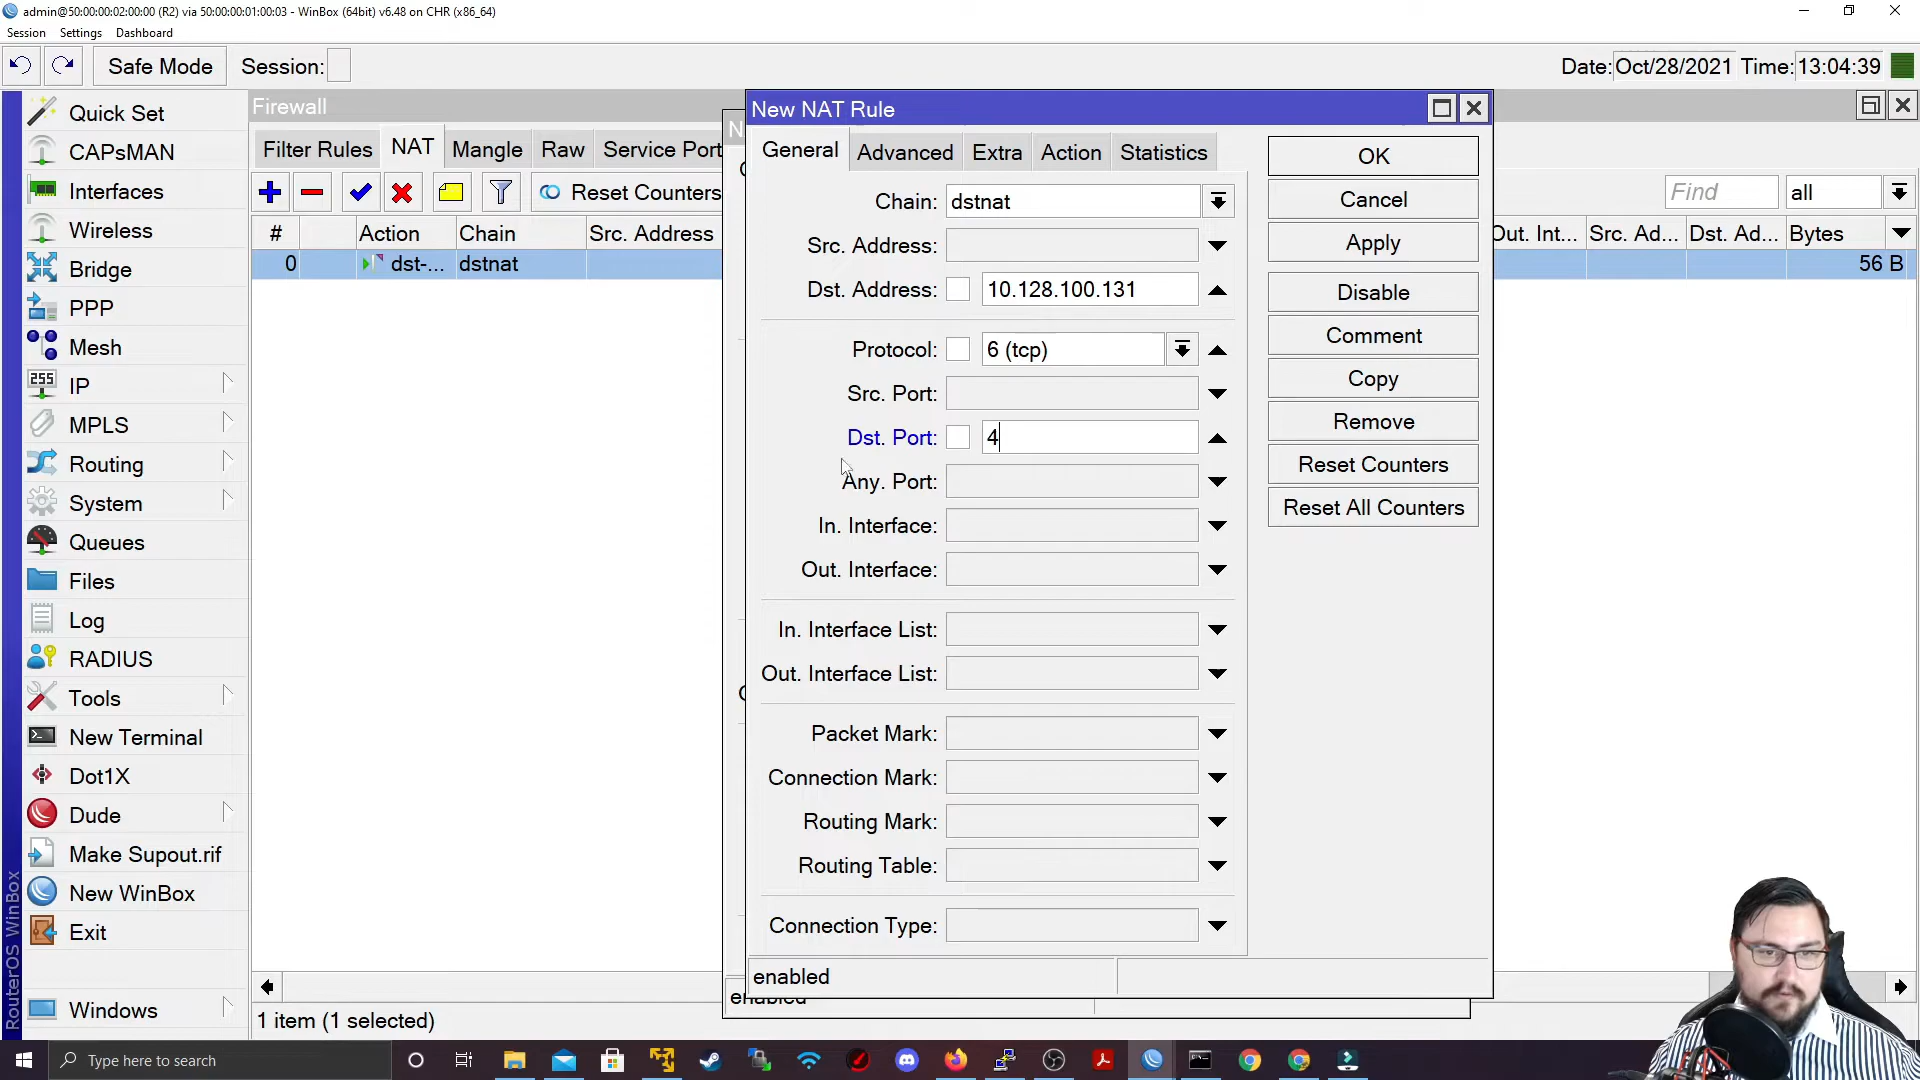 admin@50:00:00:02:00:00 (R2) via 50:00:00:01:00:03 - WinBox (64bit) v6.48 on CHR (x86_64)
Session Settings Dashboard
Safe Mode Session: Date: Oct/28/2021 Time: 13:04:39
Quick Set
CAPsMAN
Interfaces
Wireless
Bridge
PPP
Mesh
255 IP
MPLS
Routing
System
Queues
Files
Log
RADIUS
Tools
New Terminal
Dot1X
Dude
Make Supout.rif
New WinBox
Exit
Windows
RouterOS WinBox
Firewall
Filter Rules NAT Mangle Raw Service Port
Reset Counters Find all
# Action Chain Src. Address Out. Int... Src. Ad... Dst. Ad... Bytes
0 dst-... dstnat 56 B
1 item (1 selected)
enabled
New NAT Rule
General Advanced Extra Action Statistics
Chain: dstnat
Src. Address:
Dst. Address: 10.128.100.131
Protocol: 6 (tcp)
Src. Port:
Dst. Port: 4
Any. Port:
In. Interface:
Out. Interface:
In. Interface List:
Out. Interface List:
Packet Mark:
Connection Mark:
Routing Mark:
Routing Table:
Connection Type:
enabled
OK
Cancel
Apply
Disable
Comment
Copy
Remove
Reset Counters
Reset All Counters
Type here to search